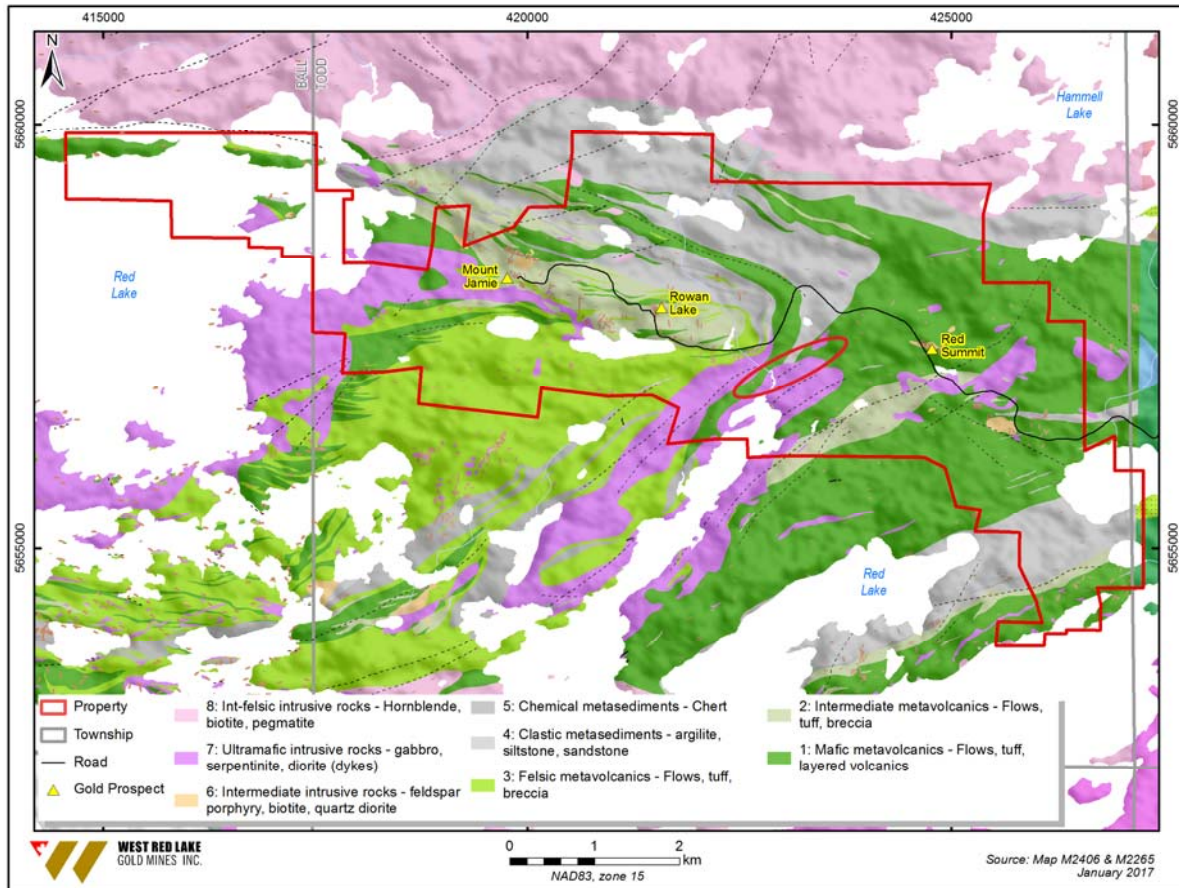 415000
420000
425000
N
BALL
TODD
Hammell
Lake
5660000
5660000
Mount
Jamie
Rowan
Lake
Red
Lake
Red
Summit
5655000
5655000
Red
Lake
Property
Township
Road
Gold Prospect
8: Int-felsic intrusive rocks - Hornblende,
biotite, pegmatite
7: Ultramafic intrusive rocks - gabbro,
serpentinite, diorite (dykes)
6: Intermediate intrusive rocks - feldspar
porphyry, biotite, quartz diorite
5: Chemical metasediments - Chert
4: Clastic metasediments - argilite,
siltstone, sandstone
3: Felsic metavolcanics - Flows, tuff,
breccia
2: Intermediate metavolcanics - Flows,
tuff, breccia
1: Mafic metavolcanics - Flows, tuff,
layered volcanics
WEST RED LAKE
GOLD MINES INC.
0 1 2
km
NAD83, zone 15
Source: Map M2406 & M2265
January 2017